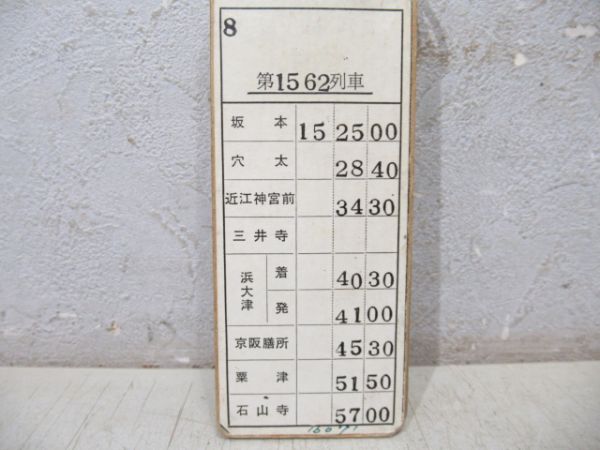 8
第1562列車
坂本 15 25 00
穴太 28 40
近江神宮前 34 30
三井寺
浜大津 着 40 30
発 41 00
京阪膳所 45 30
粟津 51 50
石山寺 57 00